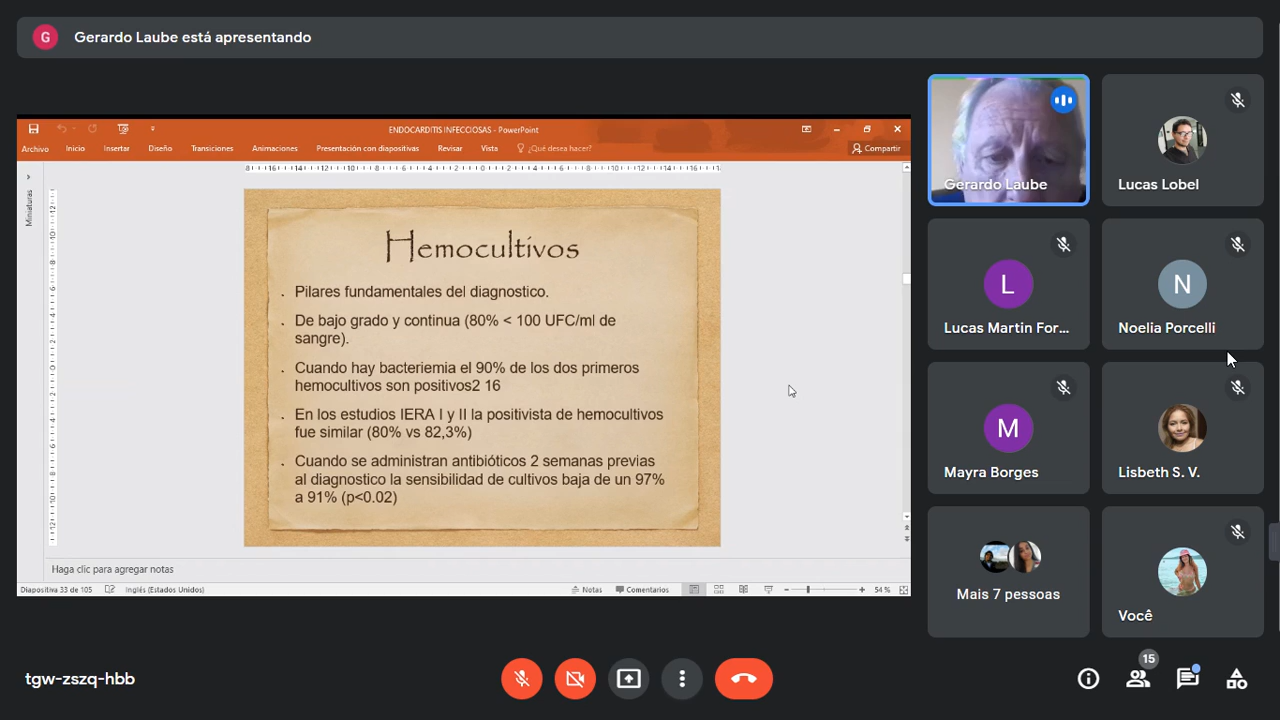 G
Gerardo Laube está apresentando
ENDOCARDITIS INFECCIOSAS - PowerPoint
Archivo Inicio Insertar Diseño Transiciones Animaciones Presentación con diapositivas Revisar Vista ¿Qué desea hacer? Compartir
Miniaturas
Hemocultivos
. Pilares fundamentales del diagnostico.
. De bajo grado y continua (80% < 100 UFC/ml de
sangre).
. Cuando hay bacteriemia el 90% de los dos primeros
hemocultivos son positivos2 16
. En los estudios IERA I y II la positivista de hemocultivos
fue similar (80% vs 82,3%)
. Cuando se administran antibióticos 2 semanas previas
al diagnostico la sensibilidad de cultivos baja de un 97%
a 91% (p<0.02)
Haga clic para agregar notas
Diapositiva 33 de 105 Inglés (Estados Unidos) Notas Comentarios 54 %
Gerardo Laube
Lucas Lobel
L
Lucas Martin For...
N
Noelia Porcelli
M
Mayra Borges
Lisbeth S. V.
Mais 7 pessoas
Você
tgw-zszq-hbb
15